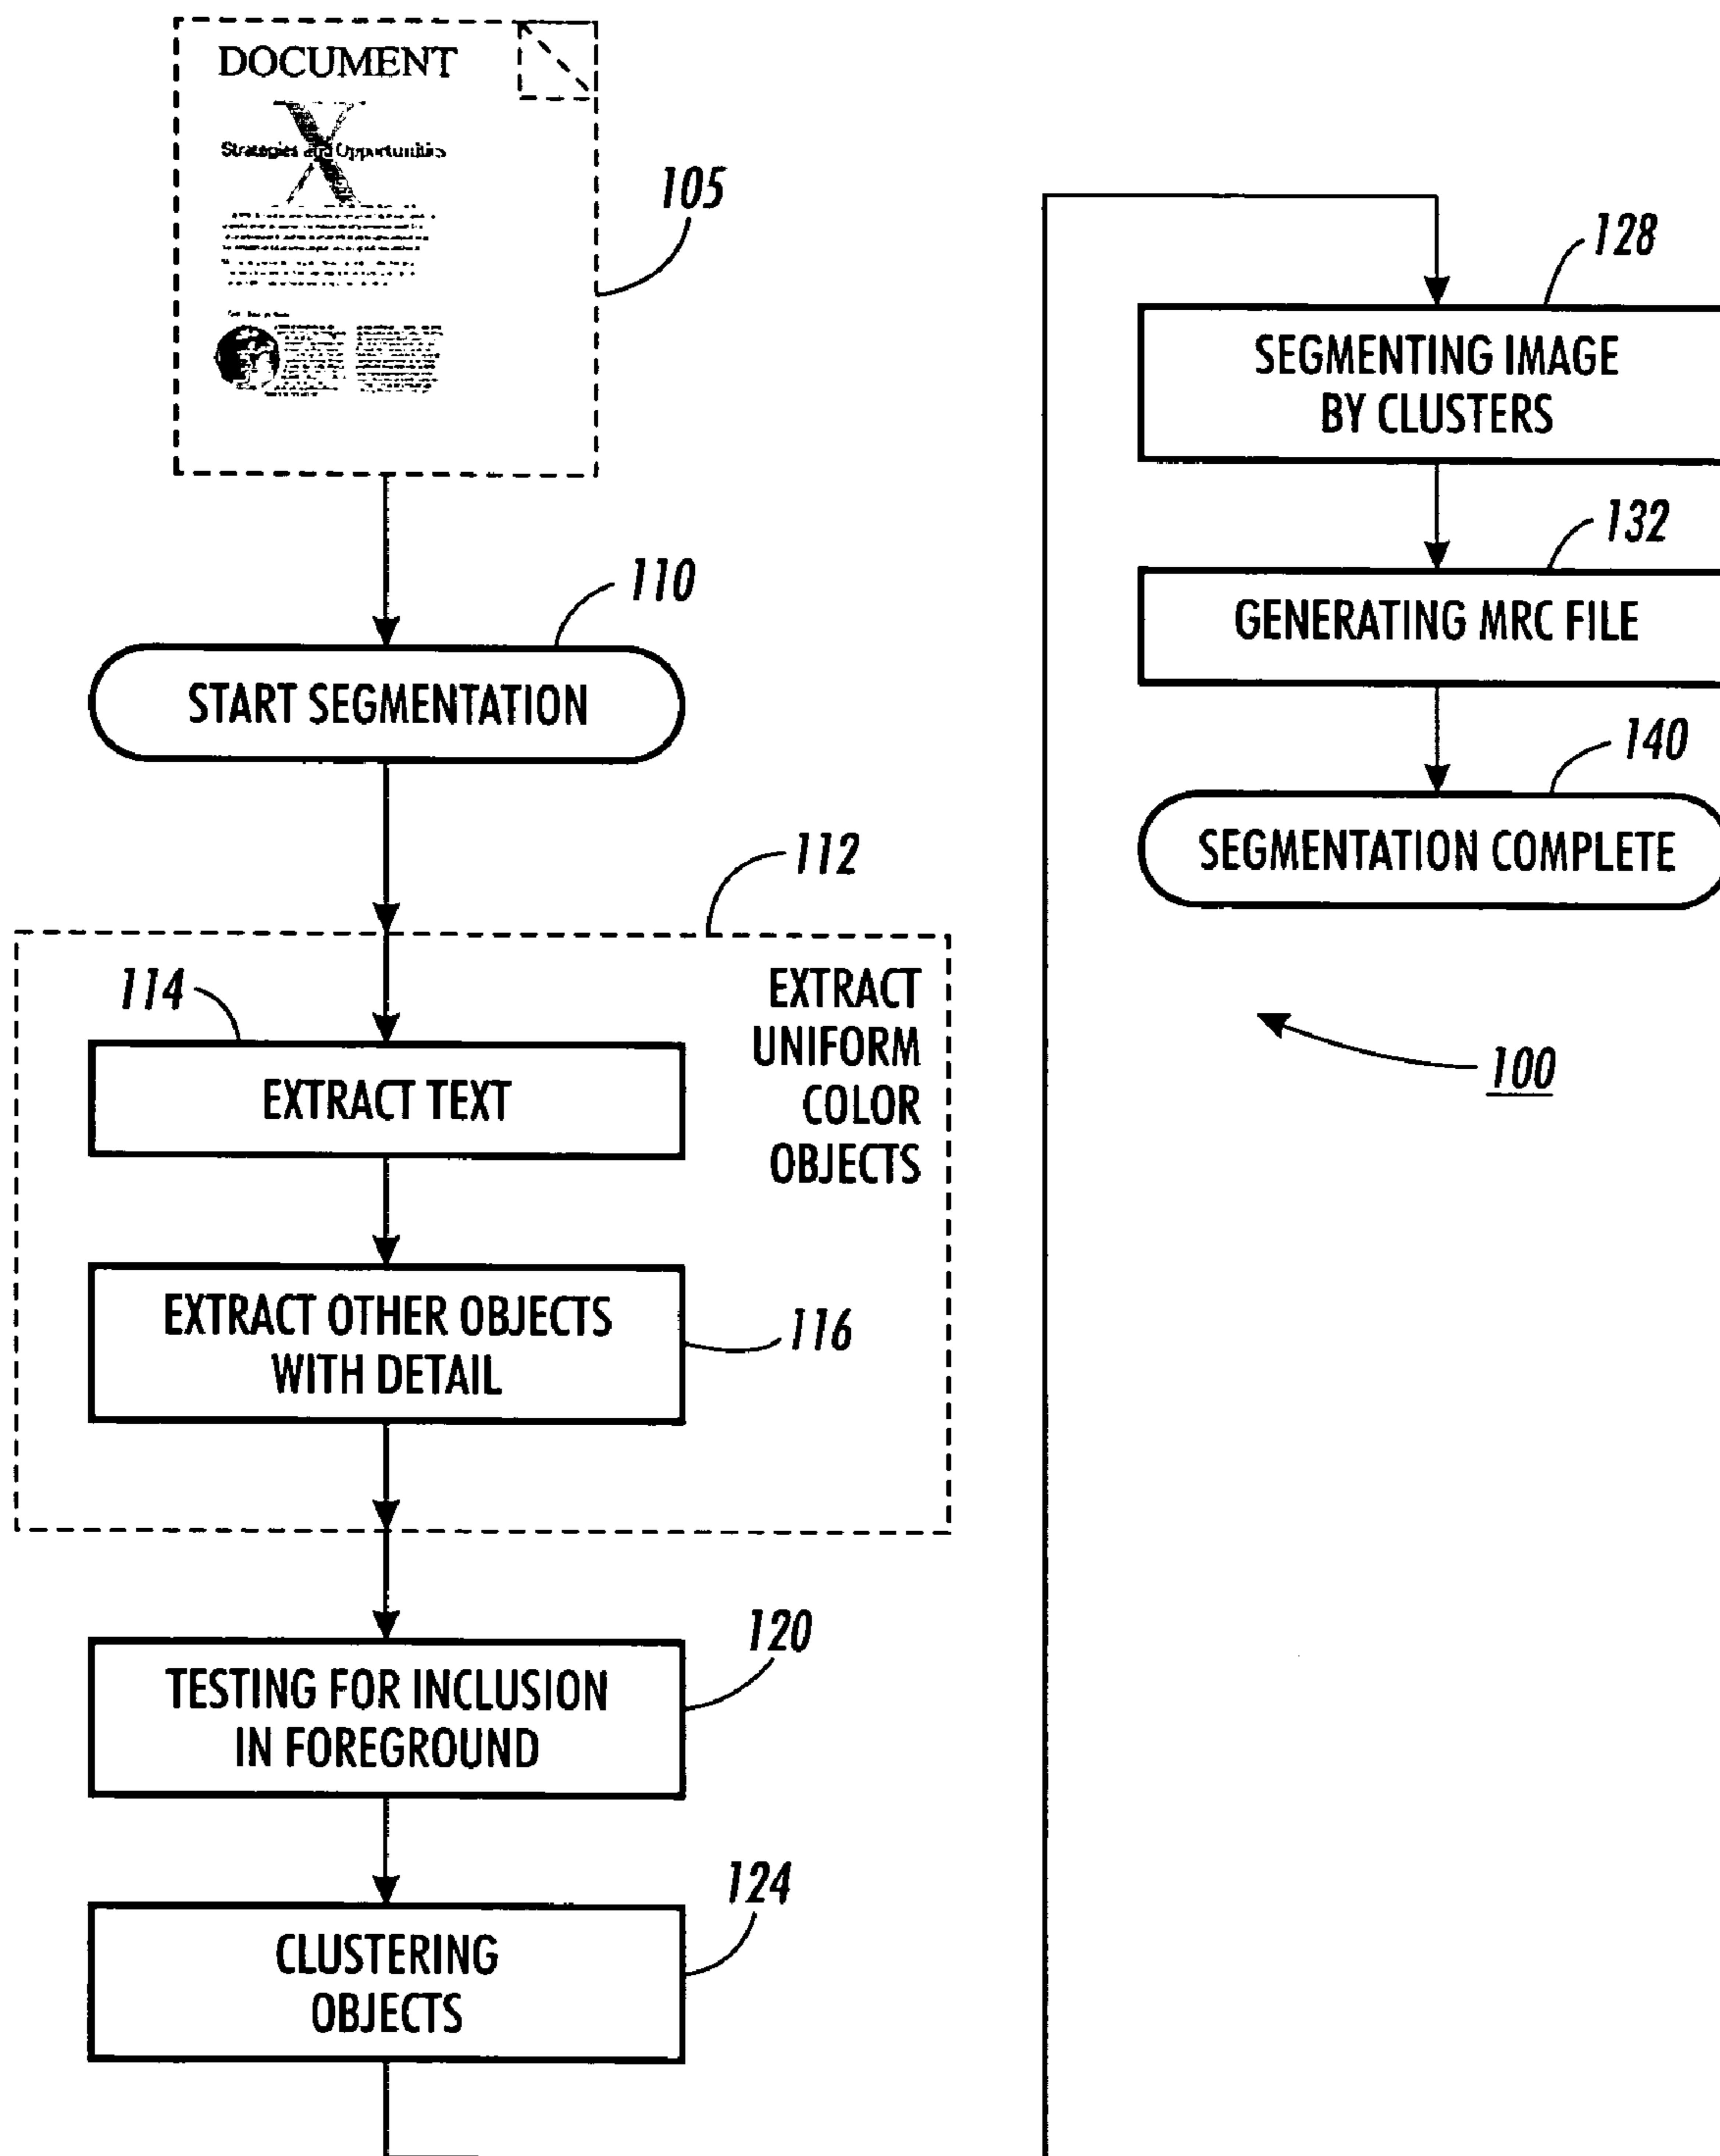 DOCUMENT
X
Strategies and Opportunities
105
110
START SEGMENTATION
112
EXTRACT
UNIFORM
COLOR
OBJECTS
114
EXTRACT TEXT
EXTRACT OTHER OBJECTS
WITH DETAIL
116
120
TESTING FOR INCLUSION
IN FOREGROUND
124
CLUSTERING
OBJECTS
128
SEGMENTING IMAGE
BY CLUSTERS
132
GENERATING MRC FILE
140
SEGMENTATION COMPLETE
100